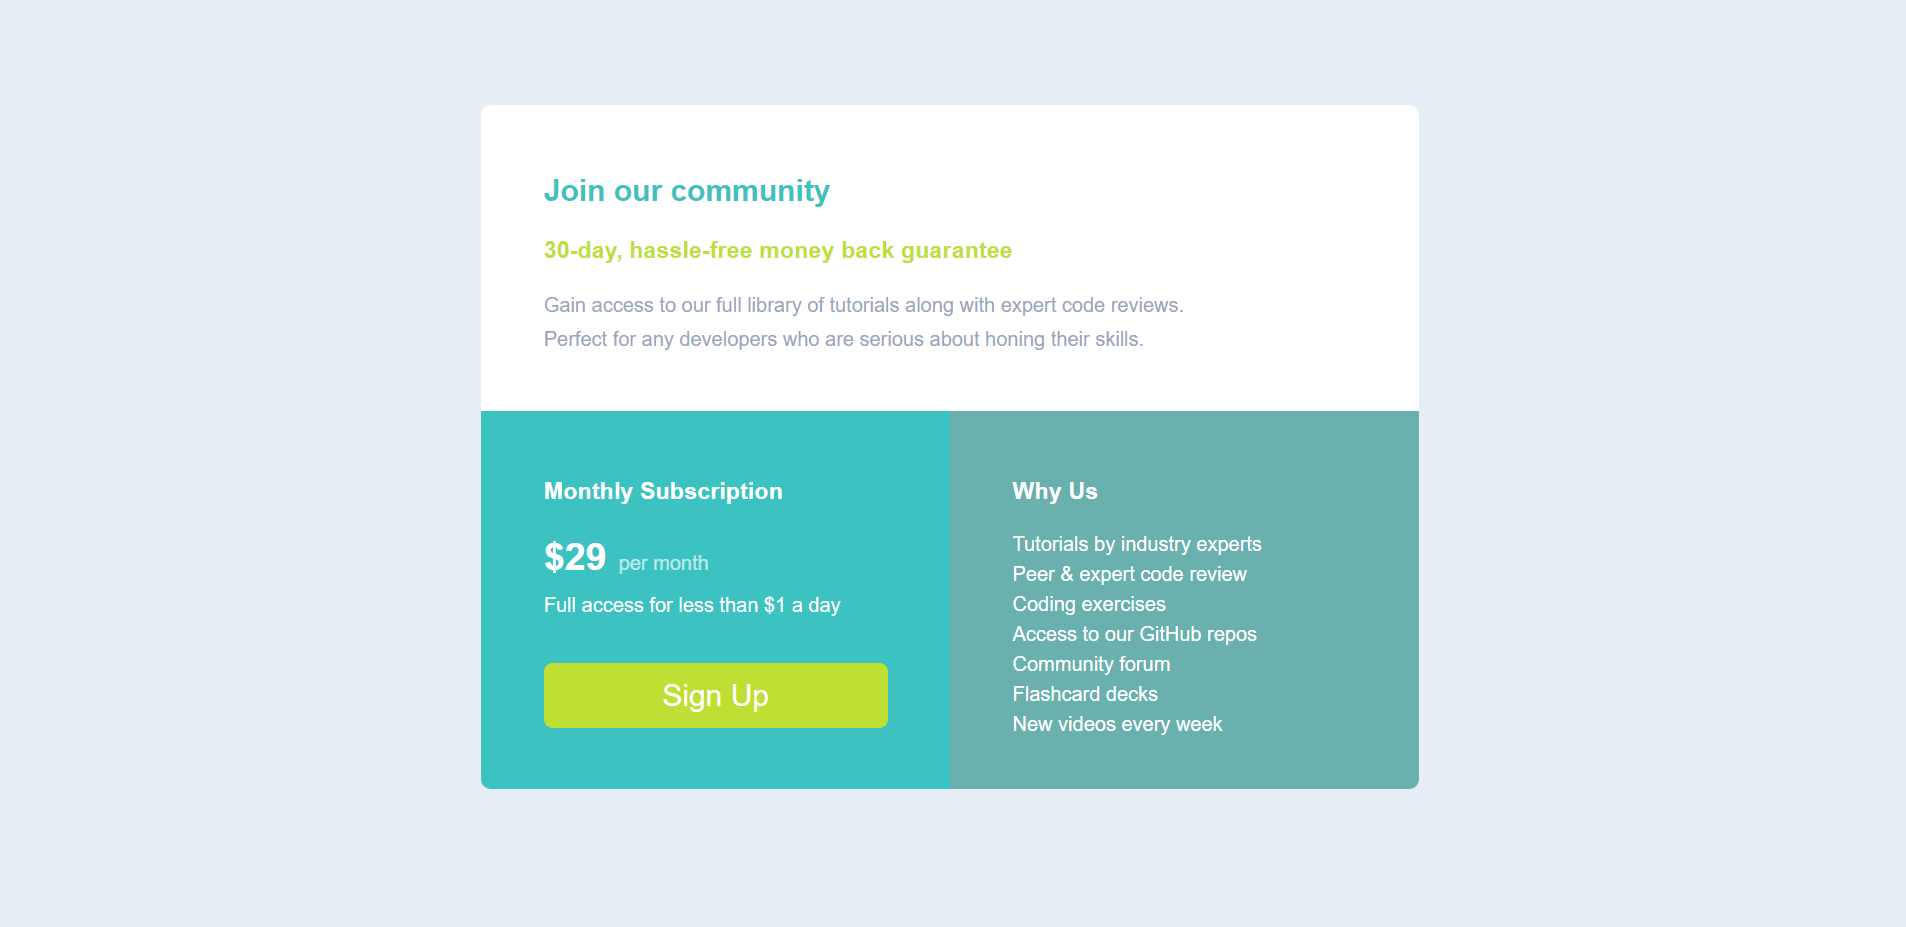 Join our community
30-day, hassle-free money back guarantee
Gain access to our full library of tutorials along with expert code reviews.
Perfect for any developers who are serious about honing their skills.
Monthly Subscription
$29 per month
Full access for less than $1 a day
Sign Up
Why Us
Tutorials by industry experts
Peer & expert code review
Coding exercises
Access to our GitHub repos
Community forum
Flashcard decks
New videos every week